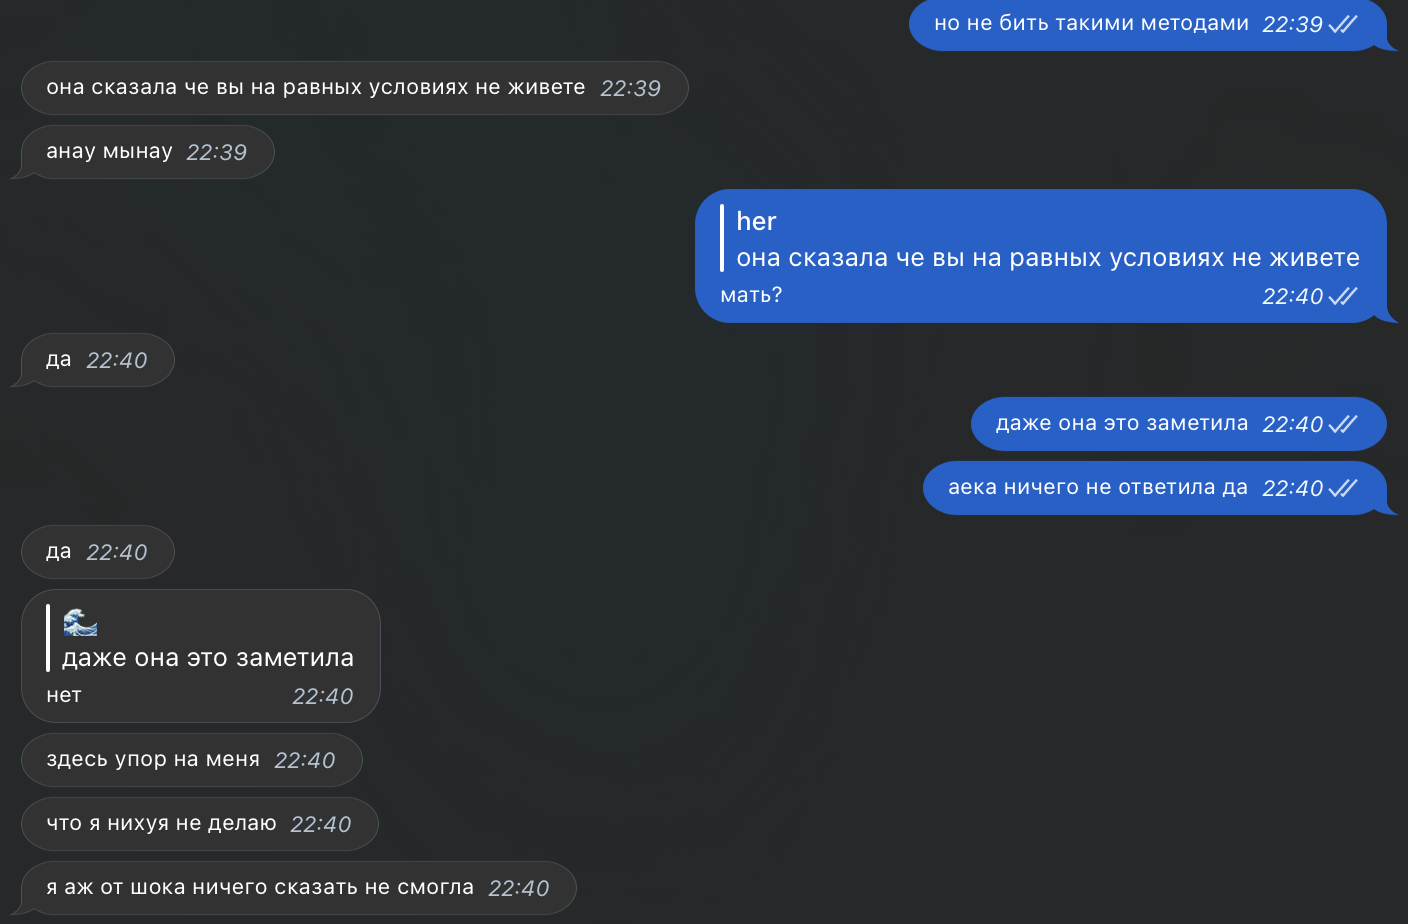 но не бить такими методами 22:39
она сказала че вы на равных условиях не живете 22:39
анау мынау 22:39
her
она сказала че вы на равных условиях не живете
мать? 22:40
да 22:40
даже она это заметила 22:40
аека ничего не ответила да 22:40
да 22:40
даже она это заметила
нет 22:40
здесь упор на меня 22:40
что я нихуя не делаю 22:40
я аж от шока ничего сказать не смогла 22:40